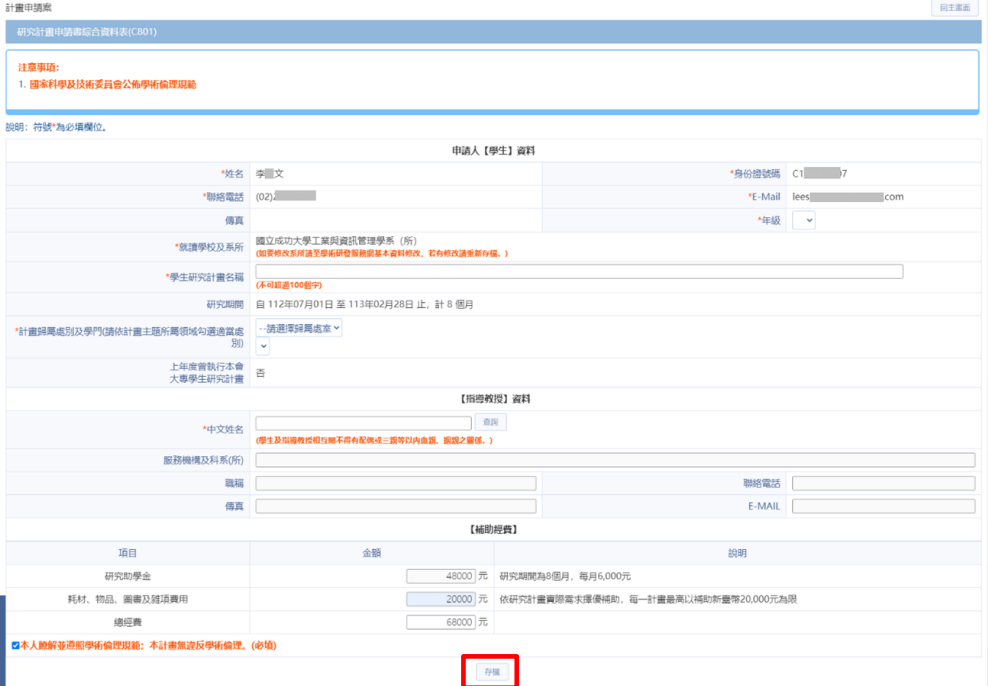 計畫申請案
回主畫面
研究計畫申請書綜合資料表(C801)
注意事項:
1. 國家科學及技術委員會公佈學術倫理規範
說明: 符號*為必填欄位。
申請人【學生】資料
*姓名 李 文 *身份證號碼 C1 07
*聯絡電話 (02)2 *E-Mail lees com
傳真 *年級
*就讀學校及系所 國立成功大學工業與資訊管理學系 (所)
(如要修改系所請至學術研發服務網基本資料修改, 若有修改請重新存檔。)
*學生研究計畫名稱
(不可超過100個字)
研究期間 自 112年07月01日 至 113年02月28日 止, 計 8 個月
*計畫歸屬處別及學門(請依計畫主題所屬領域勾選適當處別) --請選擇歸屬處室
上年度曾執行本會
大專學生研究計畫 否
【指導教授】資料
*中文姓名 查詢
(學生及指導教授相互間不得有配偶或三親等以內血親、姻親之關係。)
服務機構及科系(所)
職稱 聯絡電話
傳真 E-MAIL
【補助經費】
項目 金額 說明
研究助學金 48000 元 研究期間為8個月, 每月6,000元
耗材、物品、圖書及雜項費用 20000 元 依研究計畫實際需求擇優補助, 每一計畫最高以補助新臺幣20,000元為限
總經費 68000 元
本人瞭解並遵照學術倫理規範; 本計畫無違反學術倫理。(必填)
存檔